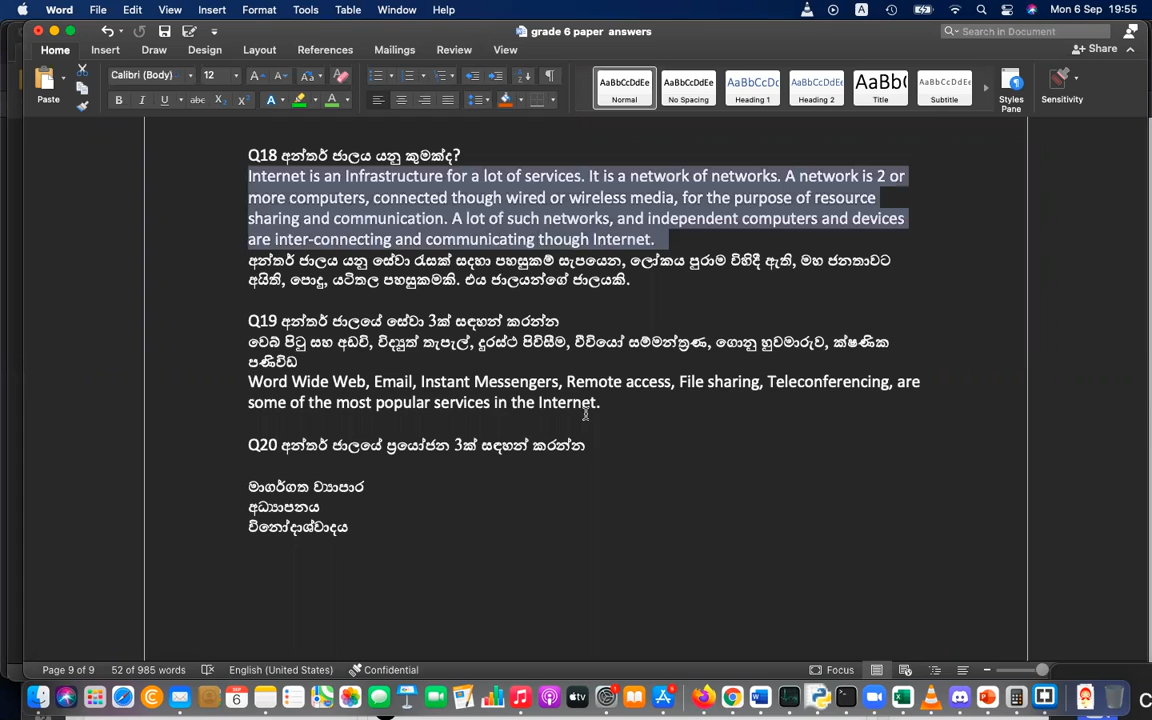 Word File Edit View Insert Format Tools Table Window Help Mon 6 Sep 19:55
grade 6 paper answers
Search in Document
Home Insert Draw Design Layout References Mailings Review View Share
Paste Calibri (Body) 12 Styles Pane Sensitivity
AaBbCcDdEe AaBbCcDdEe AaBbCcDc AaBbCcDdEe AaBb( AaBbCcDdEe
Normal No Spacing Heading 1 Heading 2 Title Subtitle
Q18 අන්තර් ජාලය යනු කුමක්ද?
Internet is an Infrastructure for a lot of services. It is a network of networks. A network is 2 or
more computers, connected though wired or wireless media, for the purpose of resource
sharing and communication. A lot of such networks, and independent computers and devices
are inter-connecting and communicating though Internet.
අන්තර් ජාලය යනු සේවා රැසක් සදහා පහසුකම් සැපයෙන, ලෝකය පුරාම විහිදී ඇති, මහ ජනතාවට
අයිති, පොදු, යටිතල පහසුකමකි. එය ජාලයන්ගේ ජාලයකි.
Q19 අන්තර් ජාලයේ සේවා 3ක් සඳහන් කරන්න
වෙබ් පිටු සහ අඩවි, විද්‍යුත් තැපැල්, දුරස්ථ පිවිසීම, වීවියෝ සම්මන්ත්‍රණ, ගොනු හුවමාරුව, ක්ෂණික
පණිවිඩ
Word Wide Web, Email, Instant Messengers, Remote access, File sharing, Teleconferencing, are
some of the most popular services in the Internet.
Q20 අන්තර් ජාලයේ ප්‍රයෝජන 3ක් සඳහන් කරන්න
මාර්ගගත ව්‍යාපාර
අධ්‍යාපනය
විනෝදාශ්වාදය
Page 9 of 9 52 of 985 words English (United States) Confidential Focus